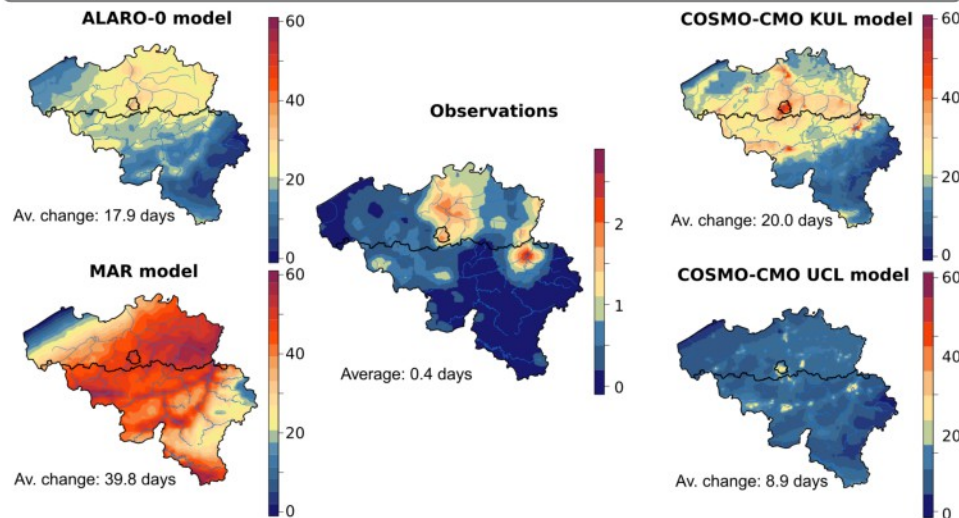 ALARO-0 model
60
40
20
0
Av. change: 17.9 days
MAR model
60
40
20
0
Av. change: 39.8 days
Observations
2
1
0
Average: 0.4 days
COSMO-CMO KUL model
60
40
20
0
Av. change: 20.0 days
COSMO-CMO UCL model
60
40
20
0
Av. change: 8.9 days